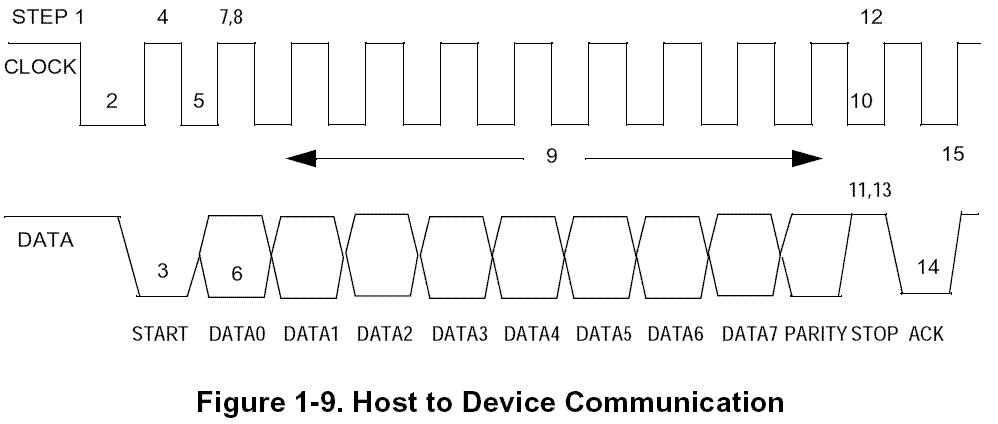 STEP 1 4 7,8 12
CLOCK
2 5 10
9
15
11,13
DATA
3 6 14
START DATA0 DATA1 DATA2 DATA3 DATA4 DATA5 DATA6 DATA7 PARITY STOP ACK
Figure 1-9. Host to Device Communication